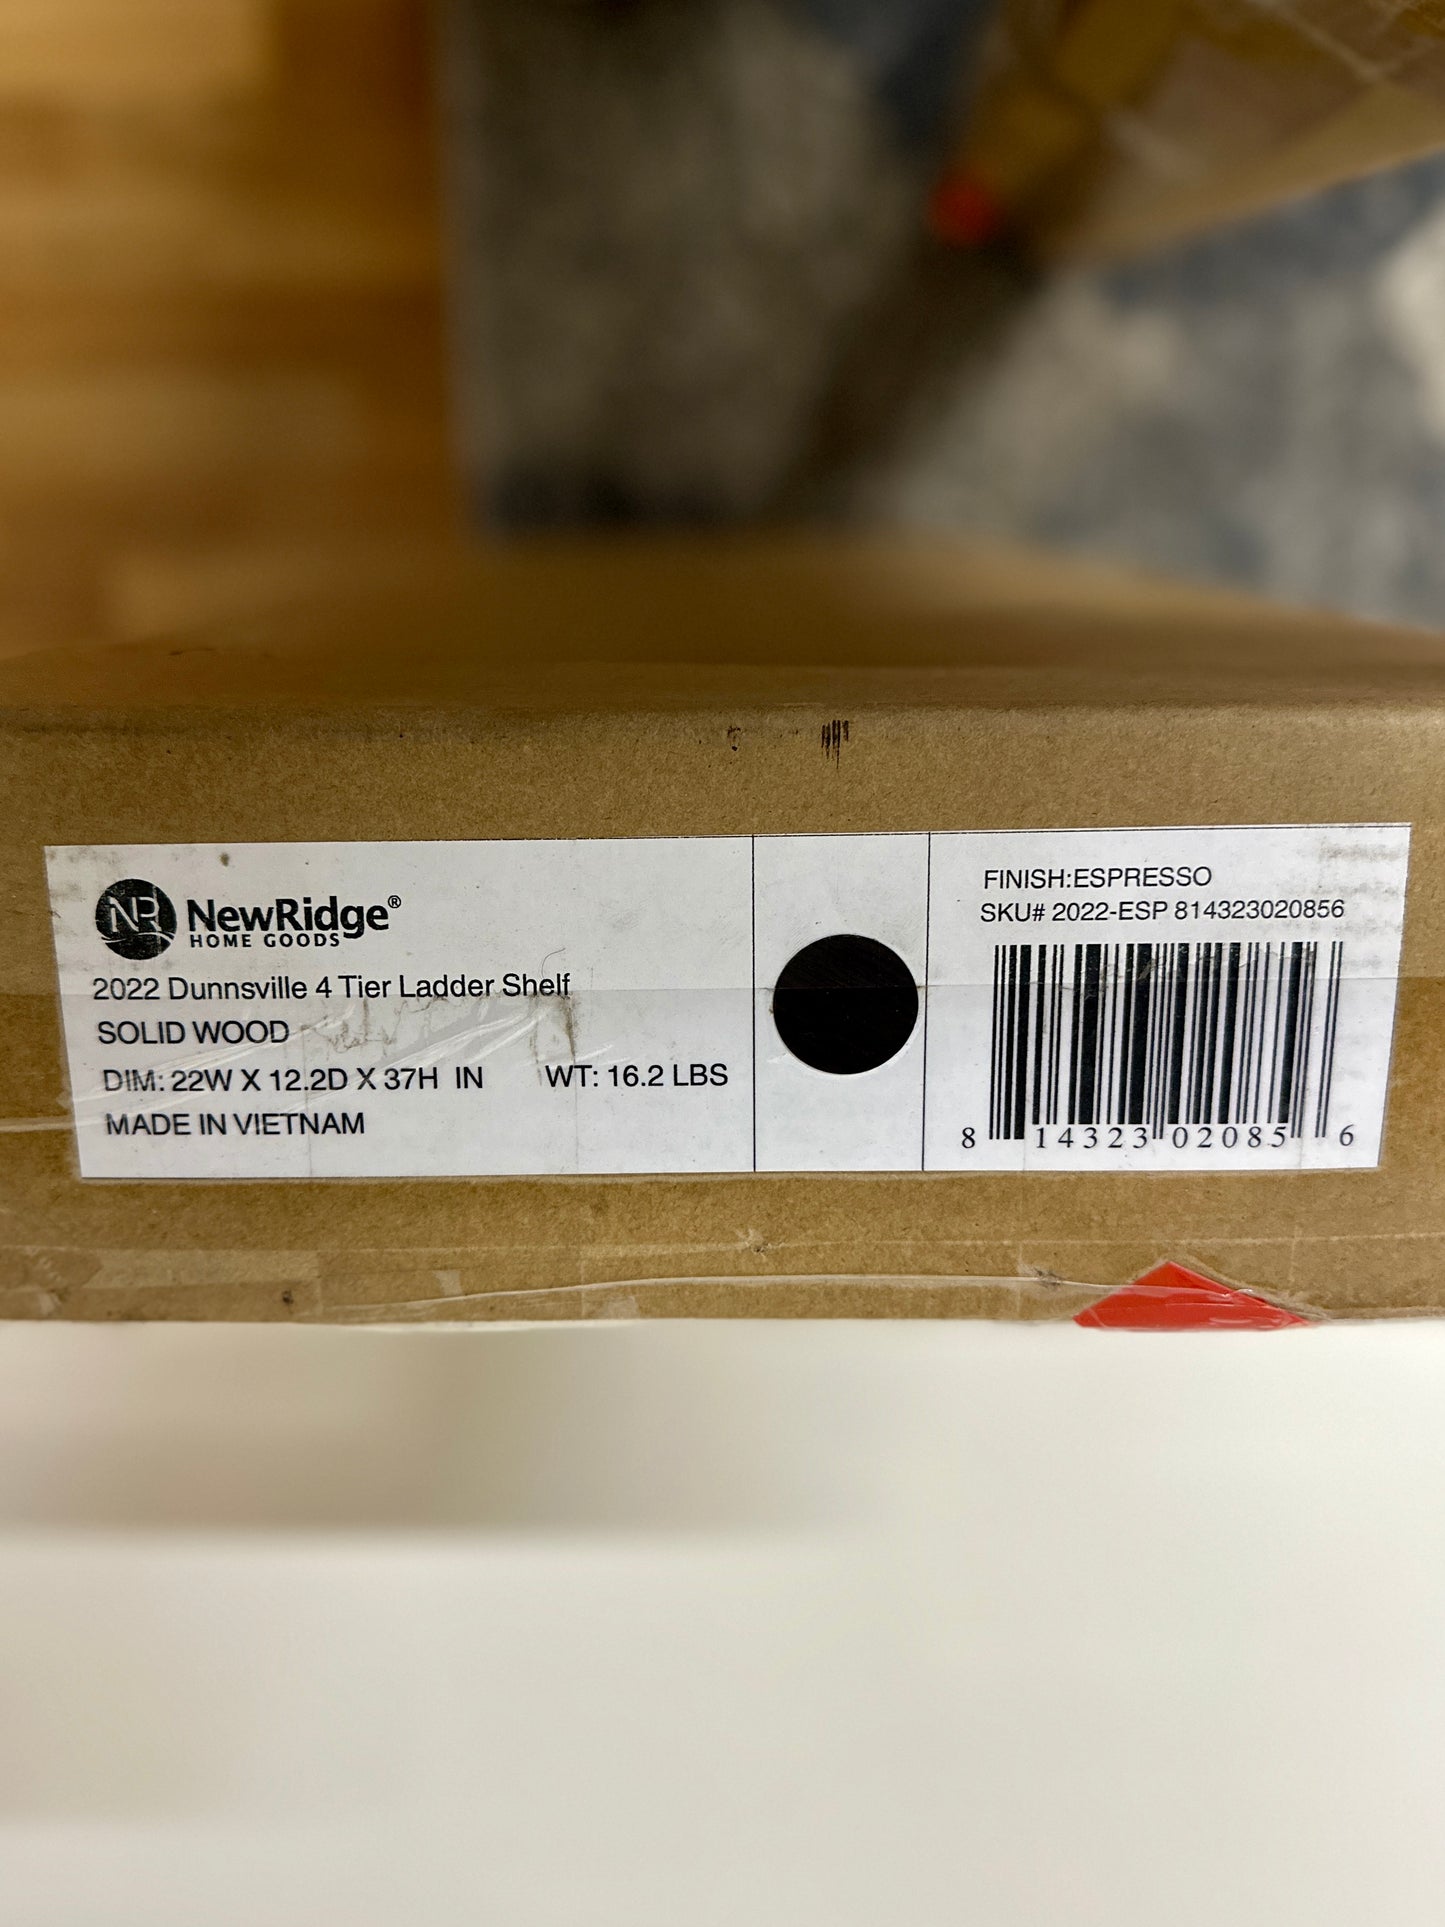 NR NewRidge®
HOME GOODS
2022 Dunnsville 4 Tier Ladder Shelf
SOLID WOOD
DIM: 22W X 12.2D X 37H IN WT: 16.2 LBS
MADE IN VIETNAM
FINISH:ESPRESSO
SKU# 2022-ESP 814323020856
8 14323 02085 6